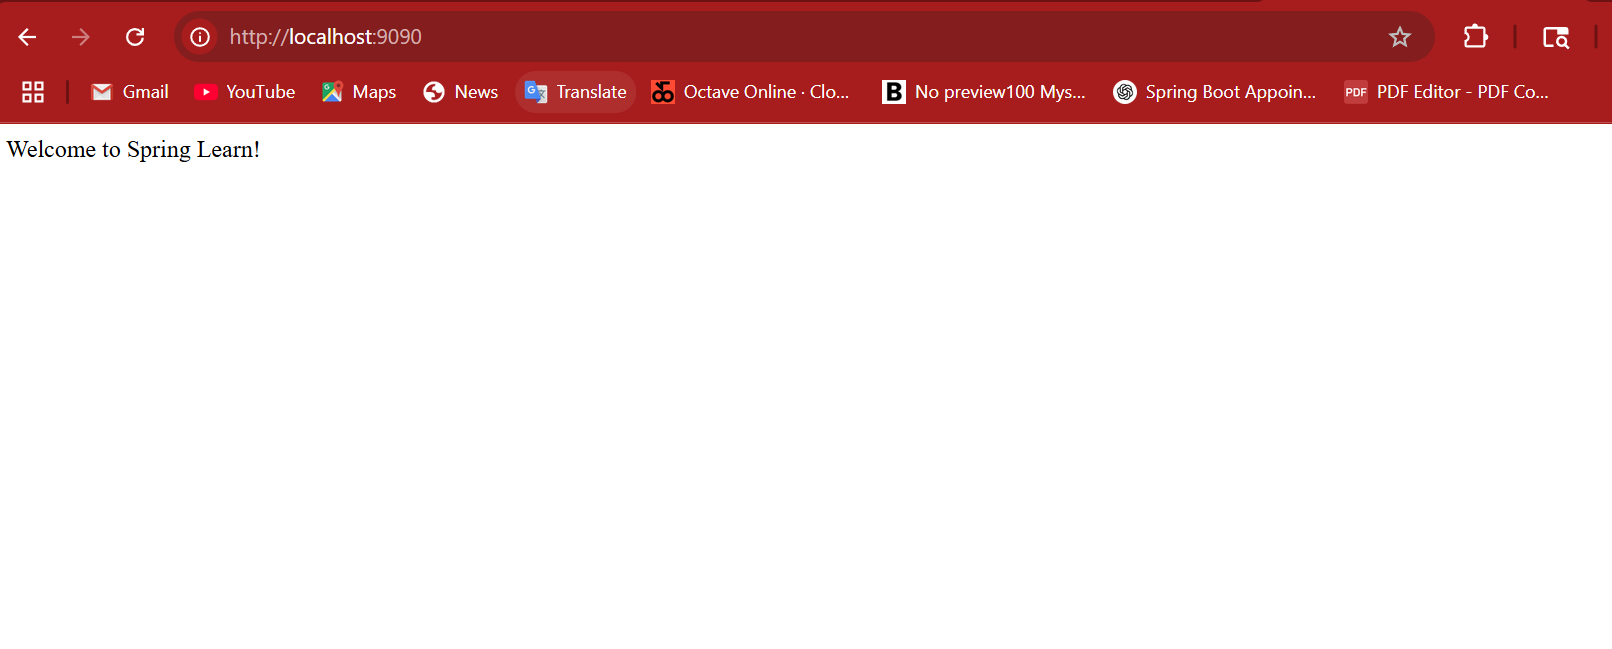 http://localhost:9090
Gmail YouTube Maps News Translate Octave Online · Clo... B No preview100 Mys... Spring Boot Appoin... PDF PDF Editor - PDF Co...
Welcome to Spring Learn!